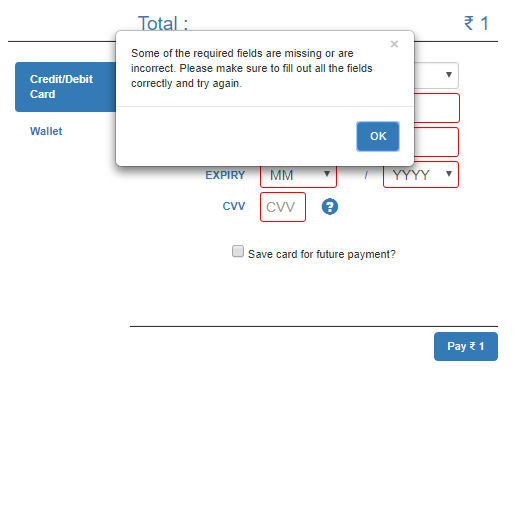 Total :
₹ 1
×
Some of the required fields are missing or are
incorrect. Please make sure to fill out all the fields
correctly and try again.
OK
Credit/Debit
Card
Wallet
EXPIRY MM / YYYY
CVV CVV ?
Save card for future payment?
Pay ₹ 1